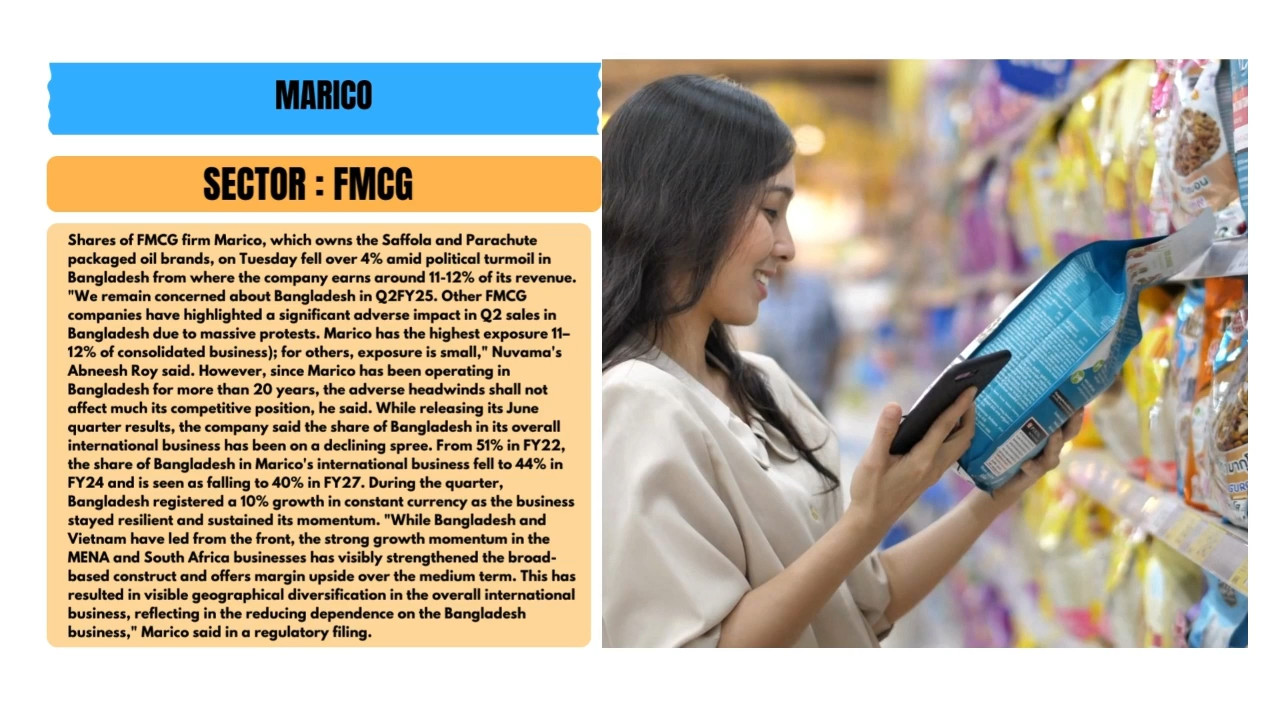 MARICO
SECTOR : FMCG
Shares of FMCG firm Marico, which owns the Saffola and Parachute
packaged oil brands, on Tuesday fell over 4% amid political turmoil in
Bangladesh from where the company earns around 11-12% of its revenue.
"We remain concerned about Bangladesh in Q2FY25. Other FMCG
companies have highlighted a significant adverse impact in Q2 sales in
Bangladesh due to massive protests. Marico has the highest exposure 11–
12% of consolidated business); for others, exposure is small," Nuvama's
Abneesh Roy said. However, since Marico has been operating in
Bangladesh for more than 20 years, the adverse headwinds shall not
affect much its competitive position, he said. While releasing its June
quarter results, the company said the share of Bangladesh in its overall
international business has been on a declining spree. From 51% in FY22,
the share of Bangladesh in Marico's international business fell to 44% in
FY24 and is seen as falling to 40% in FY27. During the quarter,
Bangladesh registered a 10% growth in constant currency as the business
stayed resilient and sustained its momentum. "While Bangladesh and
Vietnam have led from the front, the strong growth momentum in the
MENA and South Africa businesses has visibly strengthened the broad-
based construct and offers margin upside over the medium term. This has
resulted in visible geographical diversification in the overall international
business, reflecting in the reducing dependence on the Bangladesh
business," Marico said in a regulatory filing.